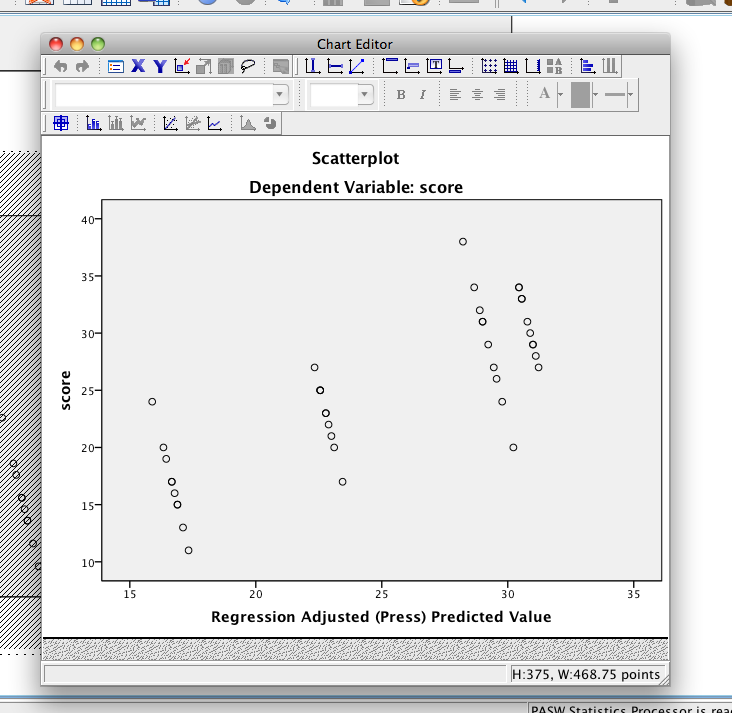 Chart Editor
X Y
B I
A
Scatterplot
Dependent Variable: score
40
35
30
25
20
15
10
score
15 20 25 30 35
Regression Adjusted (Press) Predicted Value
H:375, W:468.75 points
PASW Statistics Processor is rea